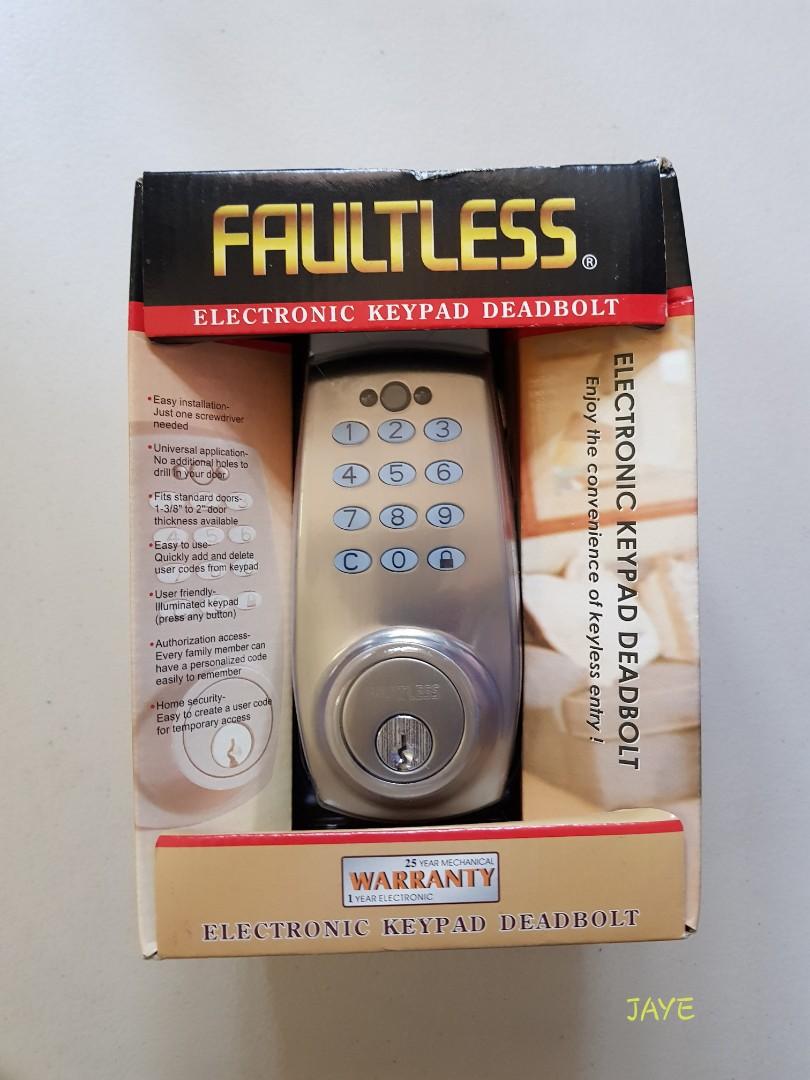 FAULTLESS®
ELECTRONIC KEYPAD DEADBOLT
• Easy installation-
Just one screwdriver
needed
• Universal application-
No additional holes to
drill in your door
• Fits standard doors-
1-3/8" to 2" door
thickness available
• Easy to use-
Quickly add and delete
user codes from keypad
• User friendly-
Illuminated keypad
(press any button)
• Authorization access-
Every family member can
have a personalized code
easily to remember
• Home security-
Easy to create a user code
for temporary access
1 2 3
4 5 6
7 8 9
C 0
FAULTLESS
ELECTRONIC KEYPAD DEADBOLT
Enjoy the convenience of keyless entry !
25 YEAR MECHANICAL
WARRANTY
1 YEAR ELECTRONIC
ELECTRONIC KEYPAD DEADBOLT
JAYE